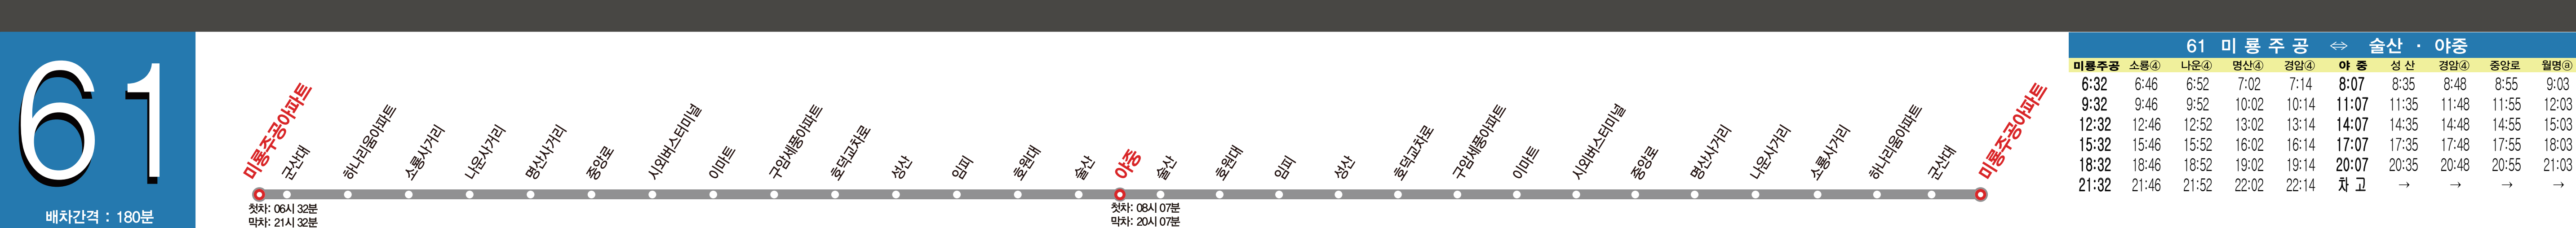 61
배차간격 : 180분
미룡주공아파트
군산대
하나리움아파트
소룡사거리
나운사거리
명산사거리
중앙로
시외버스터미널
이마트
구암세풍아파트
호덕교차로
성산
임피
호원대
술산
야중
술산
호원대
임피
성산
호덕교차로
구암세풍아파트
이마트
시외버스터미널
중앙로
명산사거리
나운사거리
소룡사거리
하나리움아파트
군산대
미룡주공아파트
첫차: 06시 32분
막차: 21시 32분
첫차: 08시 07분
막차: 20시 07분
61 미 룡 주 공 ⇔ 술산 · 야중
미룡주공 소룡④ 나운④ 명산④ 경암④ 야 중 성 산 경암④ 중앙로 월명ⓐ
6:32 6:46 6:52 7:02 7:14 8:07 8:35 8:48 8:55 9:03
9:32 9:46 9:52 10:02 10:14 11:07 11:35 11:48 11:55 12:03
12:32 12:46 12:52 13:02 13:14 14:07 14:35 14:48 14:55 15:03
15:32 15:46 15:52 16:02 16:14 17:07 17:35 17:48 17:55 18:03
18:32 18:46 18:52 19:02 19:14 20:07 20:35 20:48 20:55 21:03
21:32 21:46 21:52 22:02 22:14 차 고 → → → →